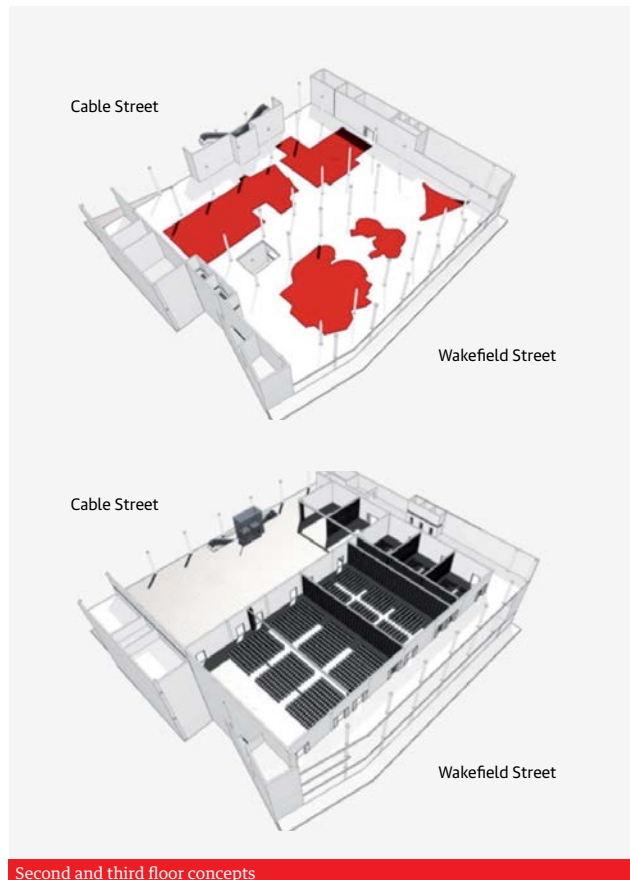 Cable Street
Wakefield Street
Cable Street
Wakefield Street
Second and third floor concepts